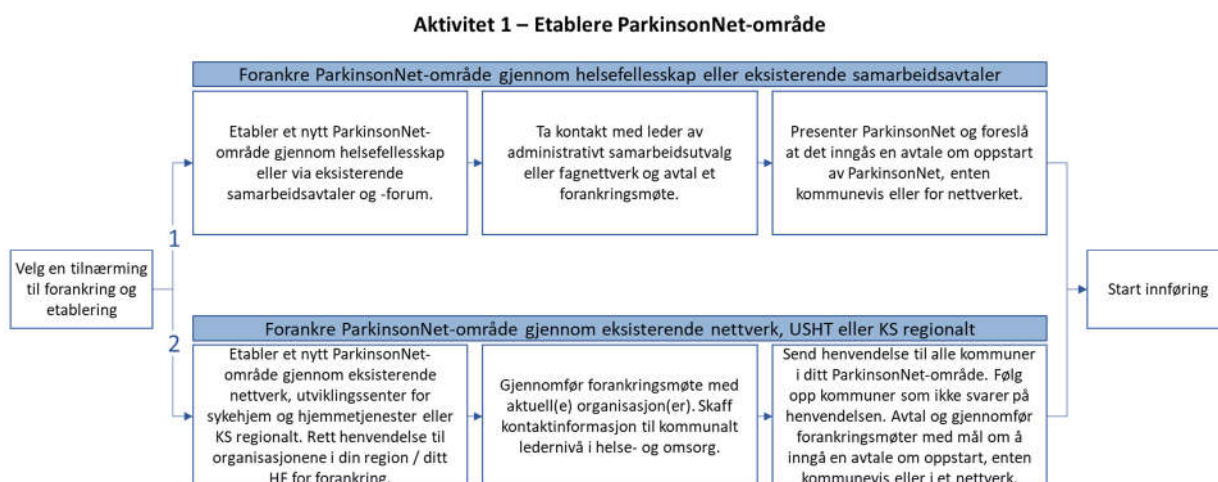 Aktivitet 1 – Etablere ParkinsonNet-område
Forankre ParkinsonNet-område gjennom helsefellesskap eller eksisterende samarbeidsavtaler
Etabler et nytt ParkinsonNet-
område gjennom helsefellesskap
eller via eksisterende
samarbeidsavtaler og -forum.
Ta kontakt med leder av
administrativt samarbeidsutvalg
eller fagnettverk og avtal et
forankringsmøte.
Presenter ParkinsonNet og foreslå
at det inngås en avtale om oppstart
av ParkinsonNet, enten
kommunevis eller for nettverket.
1
Velg en tilnærming
til forankring og
etablering
Start innføring
2
Forankre ParkinsonNet-område gjennom eksisterende nettverk, USHT eller KS regionalt
Etabler et nytt ParkinsonNet-
område gjennom eksisterende
nettverk, utviklingssenter for
sykehjem og hjemmetjenester eller
KS regionalt. Rett henvendelse til
organisasjonene i din region / ditt
HF for forankring.
Gjennomfør forankringsmøte med
aktuell(e) organisasjon(er). Skaff
kontaktinformasjon til kommunalt
ledernivå i helse- og omsorg.
Send henvendelse til alle kommuner
i ditt ParkinsonNet-område. Følg
opp kommuner som ikke svarer på
henvendelsen. Avtal og gjennomfør
forankringsmøter med mål om å
inngå en avtale om oppstart, enten
kommunevis eller i et nettverk.